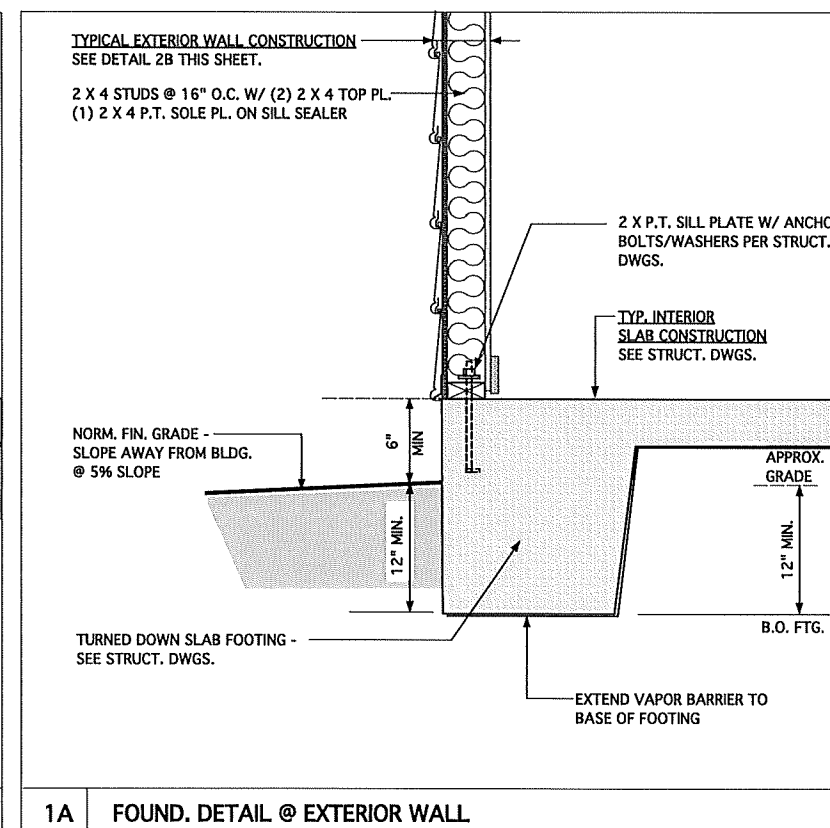 TYPICAL EXTERIOR WALL CONSTRUCTION
SEE DETAIL 2B THIS SHEET.
2 X 4 STUDS @ 16" O.C. W/ (2) 2 X 4 TOP PL.
(1) 2 X 4 P.T. SOLE PL. ON SILL SEALER
2 X P.T. SILL PLATE W/ ANCHO
BOLTS/WASHERS PER STRUCT.
DWGS.
TYP. INTERIOR
SLAB CONSTRUCTION
SEE STRUCT. DWGS.
NORM. FIN. GRADE -
SLOPE AWAY FROM BLDG.
@ 5% SLOPE
6"
MIN
12" MIN.
APPROX.
GRADE
12" MIN.
B.O. FTG.
TURNED DOWN SLAB FOOTING -
SEE STRUCT. DWGS.
EXTEND VAPOR BARRIER TO
BASE OF FOOTING
1A FOUND. DETAIL @ EXTERIOR WALL